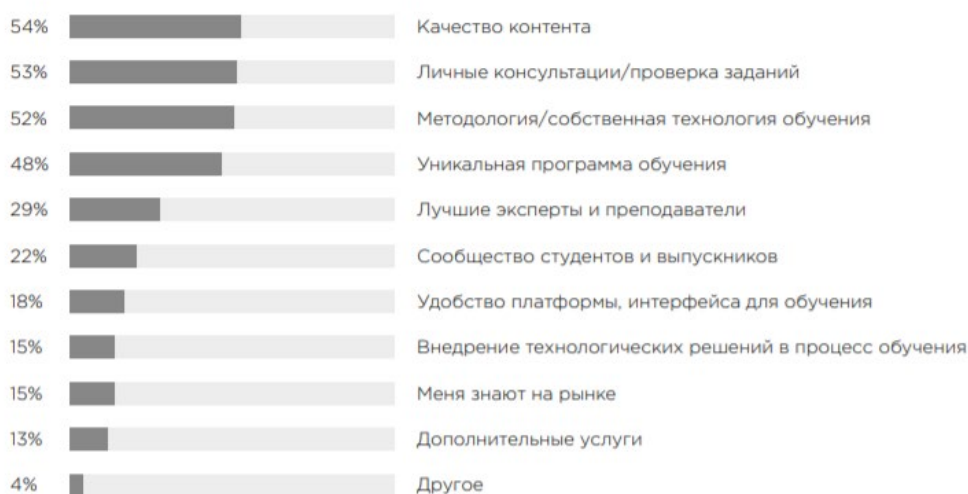 54% Качество контента
53% Личные консультации/проверка заданий
52% Методология/собственная технология обучения
48% Уникальная программа обучения
29% Лучшие эксперты и преподаватели
22% Сообщество студентов и выпускников
18% Удобство платформы, интерфейса для обучения
15% Внедрение технологических решений в процесс обучения
15% Меня знают на рынке
13% Дополнительные услуги
4% Другое